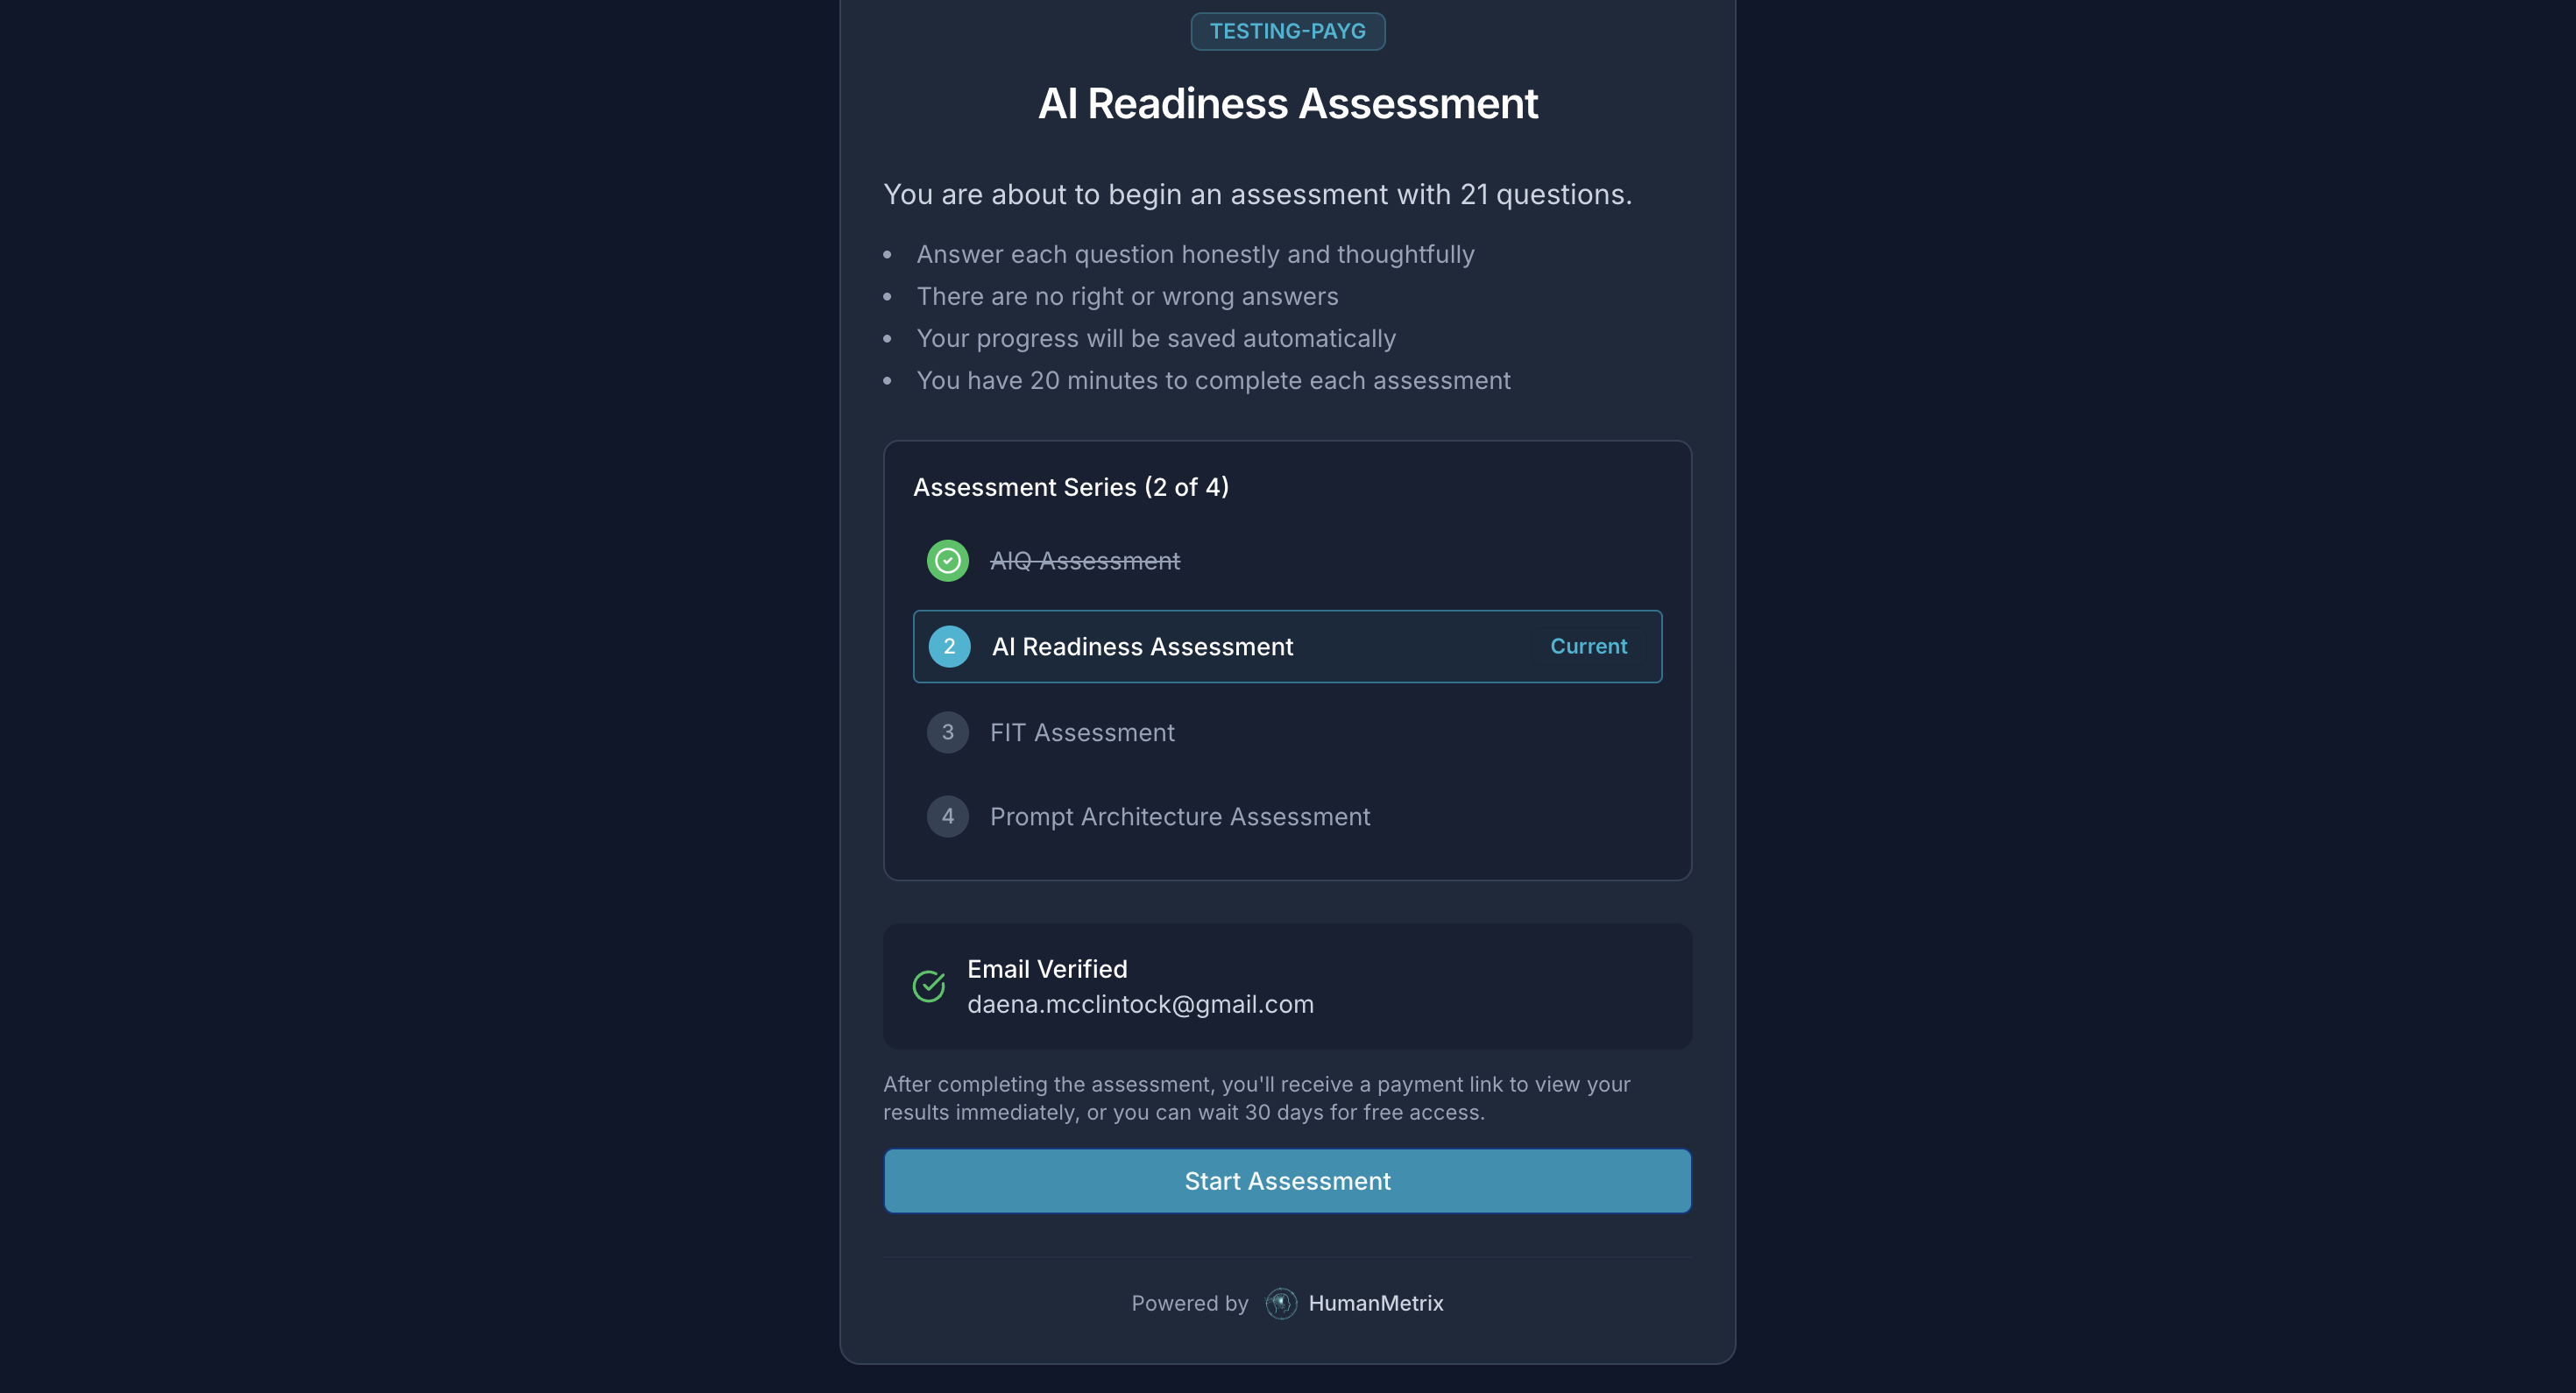 TESTING-PAYG
AI Readiness Assessment
You are about to begin an assessment with 21 questions.
• Answer each question honestly and thoughtfully
• There are no right or wrong answers
• Your progress will be saved automatically
• You have 20 minutes to complete each assessment
Assessment Series (2 of 4)
AIQ Assessment
2 AI Readiness Assessment Current
3 FIT Assessment
4 Prompt Architecture Assessment
Email Verified
daena.mcclintock@gmail.com
After completing the assessment, you'll receive a payment link to view your
results immediately, or you can wait 30 days for free access.
Start Assessment
Powered by HumanMetrix